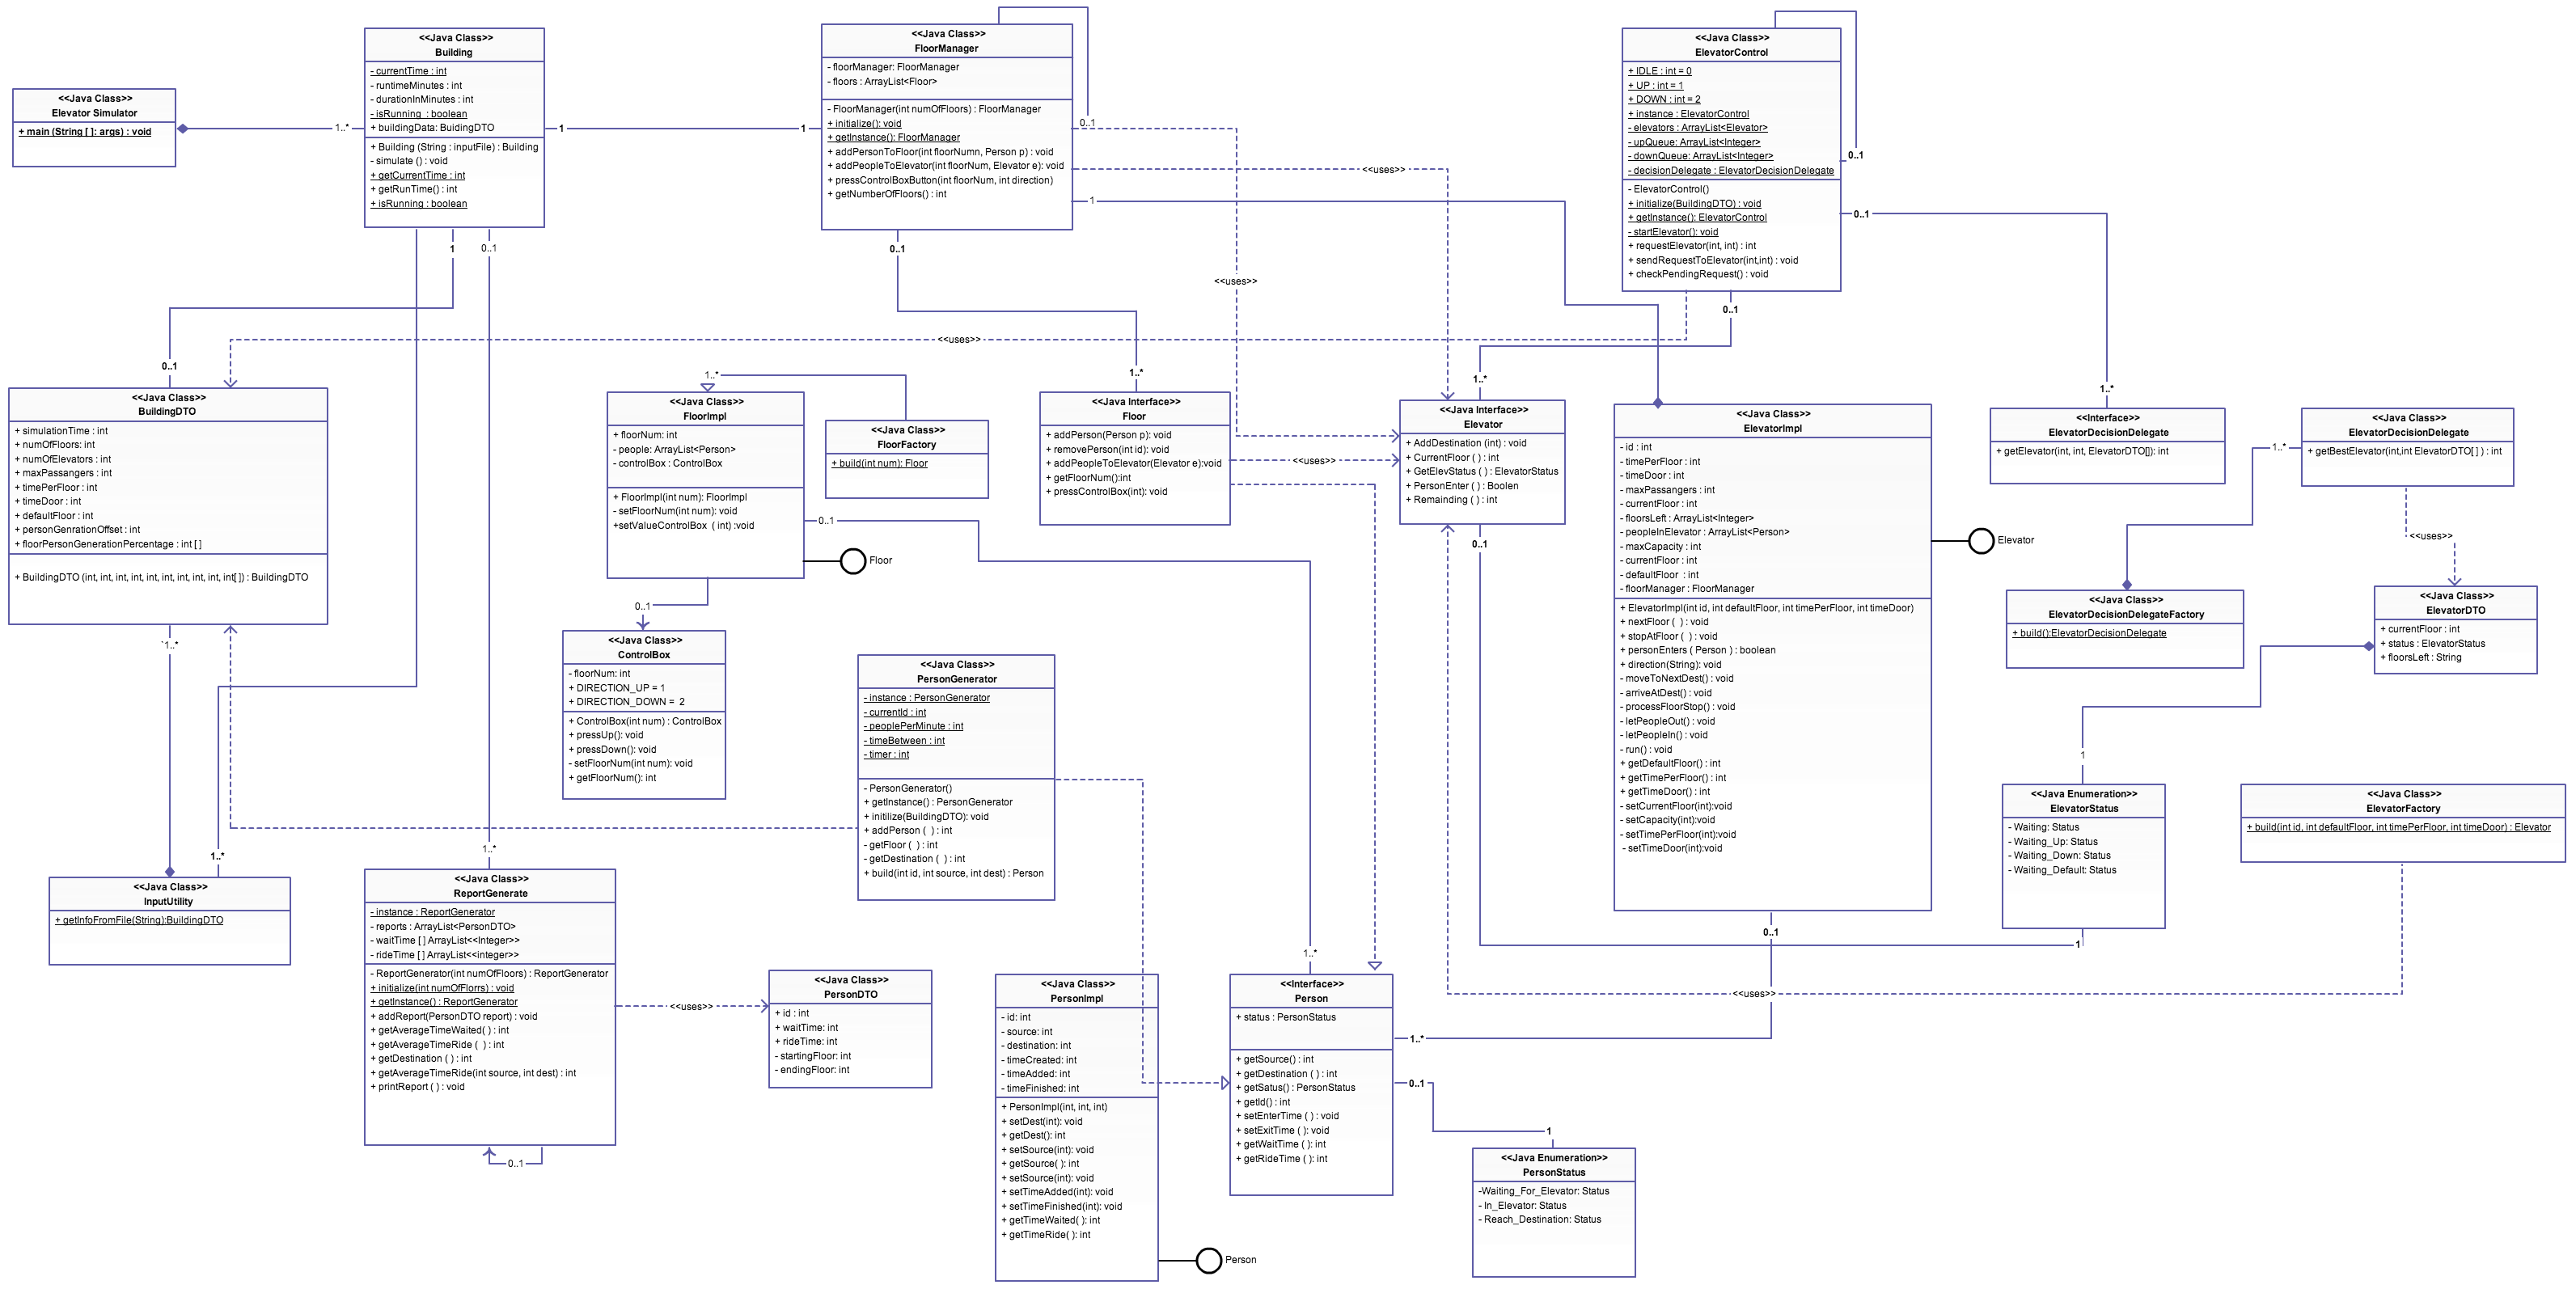 <<Java Class>>
Elevator Simulator
+ main (String [ ]: args) : void
1..*
<<Java Class>>
Building
- currentTime : int
- runtimeMinutes : int
- durationInMinutes : int
- isRunning : boolean
+ buildingData: BuidingDTO
+ Building (String : inputFile) : Building
- simulate () : void
+ getCurrentTime : int
+ getRunTime() : int
+ isRunning : boolean
1
1
1
0..1
<<Java Class>>
FloorManager
- floorManager: FloorManager
- floors : ArrayList<Floor>
- FloorManager(int numOfFloors) : FloorManager
+ initialize(): void
+ getInstance(): FloorManager
+ addPersonToFloor(int floorNumn, Person p) : void
+ addPeopleToElevator(int floorNum, Elevator e): void
+ pressControlBoxButton(int floorNum, int direction)
+ getNumberOfFloors() : int
0..1
<<uses>>
1
<<uses>>
0..1
<<Java Class>>
ElevatorControl
+ IDLE : int = 0
+ UP : int = 1
+ DOWN : int = 2
+ instance : ElevatorControl
- elevators : ArrayList<Elevator>
- upQueue: ArrayList<Integer>
- downQueue: ArrayList<Integer>
- decisionDelegate : ElevatorDecisionDelegate
- ElevatorControl()
+ initialize(BuildingDTO) : void
+ getInstance(): ElevatorControl
- startElevator(): void
+ requestElevator(int, int) : int
+ sendRequestToElevator(int,int) : void
+ checkPendingRequest() : void
0..1
0..1
0..1
<<uses>>
0..1
<<Java Class>>
BuildingDTO
+ simulationTime : int
+ numOfFloors: int
+ numOfElevators : int
+ maxPassangers : int
+ timePerFloor : int
+ timeDoor : int
+ defaultFloor : int
+ personGenrationOffset : int
+ floorPersonGenerationPercentage : int [ ]
+ BuildingDTO (int, int, int, int, int, int, int, int, int, int[ ]) : BuildingDTO
`1..*
1..*
<<Java Class>>
FloorImpl
+ floorNum: int
- people: ArrayList<Person>
- controlBox : ControlBox
+ FloorImpl(int num): FloorImpl
- setFloorNum(int num): void
+setValueControlBox ( int) :void
0..1
Floor
0..1
<<Java Class>>
FloorFactory
+ build(int num): Floor
1..*
<<Java Interface>>
Floor
+ addPerson(Person p): void
+ removePerson(int id): void
+ addPeopleToElevator(Elevator e):void
+ getFloorNum():int
+ pressControlBox(int): void
<<uses>>
1..*
<<Java Interface>>
Elevator
+ AddDestination (int) : void
+ CurrentFloor ( ) : int
+ GetElevStatus ( ) : ElevatorStatus
+ PersonEnter ( ) : Boolen
+ Remainding ( ) : int
0..1
<<Java Class>>
ElevatorImpl
- id : int
- timePerFloor : int
- timeDoor : int
- maxPassangers : int
- currentFloor : int
- floorsLeft : ArrayList<Integer>
- peopleInElevator : ArrayList<Person>
- maxCapacity : int
- currentFloor : int
- defaultFloor : int
- floorManager : FloorManager
+ ElevatorImpl(int id, int defaultFloor, int timePerFloor, int timeDoor)
+ nextFloor ( ) : void
+ stopAtFloor ( ) : void
+ personEnters ( Person ) : boolean
+ direction(String): void
- moveToNextDest() : void
- arriveAtDest() : void
- processFloorStop() : void
- letPeopleOut() : void
- letPeopleIn() : void
- run() : void
+ getDefaultFloor() : int
+ getTimePerFloor() : int
+ getTimeDoor() : int
- setCurrentFloor(int):void
- setCapacity(int):void
- setTimePerFloor(int):void
- setTimeDoor(int):void
Elevator
0..1
1..*
<<Interface>>
ElevatorDecisionDelegate
+ getElevator(int, int, ElevatorDTO[]): int
1..*
<<Java Class>>
ElevatorDecisionDelegate
+ getBestElevator(int,int ElevatorDTO[ ] ) : int
<<uses>>
<<Java Class>>
ElevatorDecisionDelegateFactory
+ build():ElevatorDecisionDelegate
<<Java Class>>
ElevatorDTO
+ currentFloor : int
+ status : ElevatorStatus
+ floorsLeft : String
1
<<Java Enumeration>>
ElevatorStatus
- Waiting: Status
- Waiting_Up: Status
- Waiting_Down: Status
- Waiting_Default: Status
1
<<Java Class>>
ElevatorFactory
+ build(int id, int defaultFloor, int timePerFloor, int timeDoor) : Elevator
<<uses>>
<<Java Class>>
ControlBox
- floorNum: int
+ DIRECTION_UP = 1
+ DIRECTION_DOWN = 2
+ ControlBox(int num) : ControlBox
+ pressUp(): void
+ pressDown(): void
- setFloorNum(int num): void
+ getFloorNum(): int
<<Java Class>>
PersonGenerator
- instance : PersonGenerator
- currentId : int
- peoplePerMinute : int
- timeBetween : int
- timer : int
- PersonGenerator()
+ getInstance() : PersonGenerator
+ initilize(BuildingDTO): void
+ addPerson ( ) : int
- getFloor ( ) : int
- getDestination ( ) : int
+ build(int id, int source, int dest) : Person
1..*
<<Java Class>>
InputUtility
+ getInfoFromFile(String):BuildingDTO
1..*
<<Java Class>>
ReportGenerate
- instance : ReportGenerator
- reports : ArrayList<PersonDTO>
- waitTime [ ] ArrayList<<Integer>>
- rideTime [ ] ArrayList<<integer>>
- ReportGenerator(int numOfFloors) : ReportGenerator
+ initialize(int numOfFlorrs) : void
+ getInstance() : ReportGenerator
+ addReport(PersonDTO report) : void
+ getAverageTimeWaited( ) : int
+ getAverageTimeRide ( ) : int
+ getDestination ( ) : int
+ getAverageTimeRide(int source, int dest) : int
+ printReport ( ) : void
0..1
<<uses>>
<<Java Class>>
PersonDTO
+ id : int
+ waitTime: int
+ rideTime: int
- startingFloor: int
- endingFloor: int
<<Java Class>>
PersonImpl
- id: int
- source: int
- destination: int
- timeCreated: int
- timeAdded: int
- timeFinished: int
+ PersonImpl(int, int, int)
+ setDest(int): void
+ getDest(): int
+ setSource(int): void
+ getSource( ): int
+ setSource(int): void
+ setTimeAdded(int): void
+ setTimeFinished(int): void
+ getTimeWaited( ): int
+ getTimeRide( ): int
Person
1..*
<<Interface>>
Person
+ status : PersonStatus
+ getSource() : int
+ getDestination ( ) : int
+ getSatus() : PersonStatus
+ getId() : int
+ setEnterTime ( ) : void
+ setExitTime ( ): void
+ getWaitTime ( ): int
+ getRideTime ( ): int
1..*
0..1
1
<<Java Enumeration>>
PersonStatus
-Waiting_For_Elevator: Status
- In_Elevator: Status
- Reach_Destination: Status